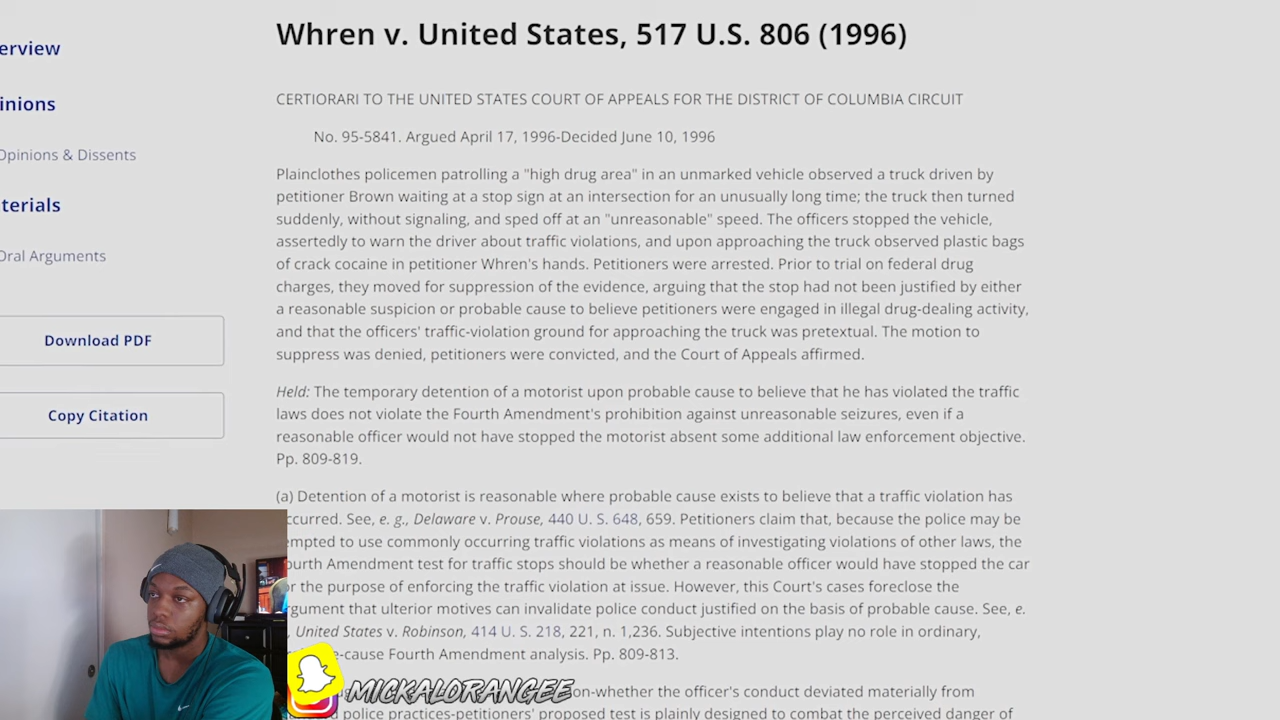 Whren v. United States, 517 U.S. 806 (1996)
erview
CERTIORARI TO THE UNITED STATES COURT OF APPEALS FOR THE DISTRICT OF COLUMBIA CIRCUIT
inions
No. 95-5841. Argued April 17, 1996-Decided June 10, 1996
Opinions & Dissents
Plainclothes policemen patrolling a "high drug area" in an unmarked vehicle observed a truck driven by
petitioner Brown waiting at a stop sign at an intersection for an unusually long time; the truck then turned
terials
suddenly, without signaling, and sped off at an "unreasonable" speed. The officers stopped the vehicle,
assertedly to warn the driver about traffic violations, and upon approaching the truck observed plastic bags
Oral Arguments
of crack cocaine in petitioner Whren's hands. Petitioners were arrested. Prior to trial on federal drug
charges, they moved for suppression of the evidence, arguing that the stop had not been justified by either
a reasonable suspicion or probable cause to believe petitioners were engaged in illegal drug-dealing activity,
and that the officers' traffic-violation ground for approaching the truck was pretextual. The motion to
Download PDF
suppress was denied, petitioners were convicted, and the Court of Appeals affirmed.
Held: The temporary detention of a motorist upon probable cause to believe that he has violated the traffic
laws does not violate the Fourth Amendment's prohibition against unreasonable seizures, even if a
Copy Citation
reasonable officer would not have stopped the motorist absent some additional law enforcement objective.
Pp. 809-819.
(a) Detention of a motorist is reasonable where probable cause exists to believe that a traffic violation has
ccurred. See, e. g., Delaware v. Prouse, 440 U. S. 648, 659. Petitioners claim that, because the police may be
empted to use commonly occurring traffic violations as means of investigating violations of other laws, the
ourth Amendment test for traffic stops should be whether a reasonable officer would have stopped the car
or the purpose of enforcing the traffic violation at issue. However, this Court's cases foreclose the
rgument that ulterior motives can invalidate police conduct justified on the basis of probable cause. See, e.
, United States v. Robinson, 414 U. S. 218, 221, n. 1,236. Subjective intentions play no role in ordinary,
e-cause Fourth Amendment analysis. Pp. 809-813.
MICKALORANGEE
on-whether the officer's conduct deviated materially from
police practices-petitioners' proposed test is plainly designed to combat the perceived danger of